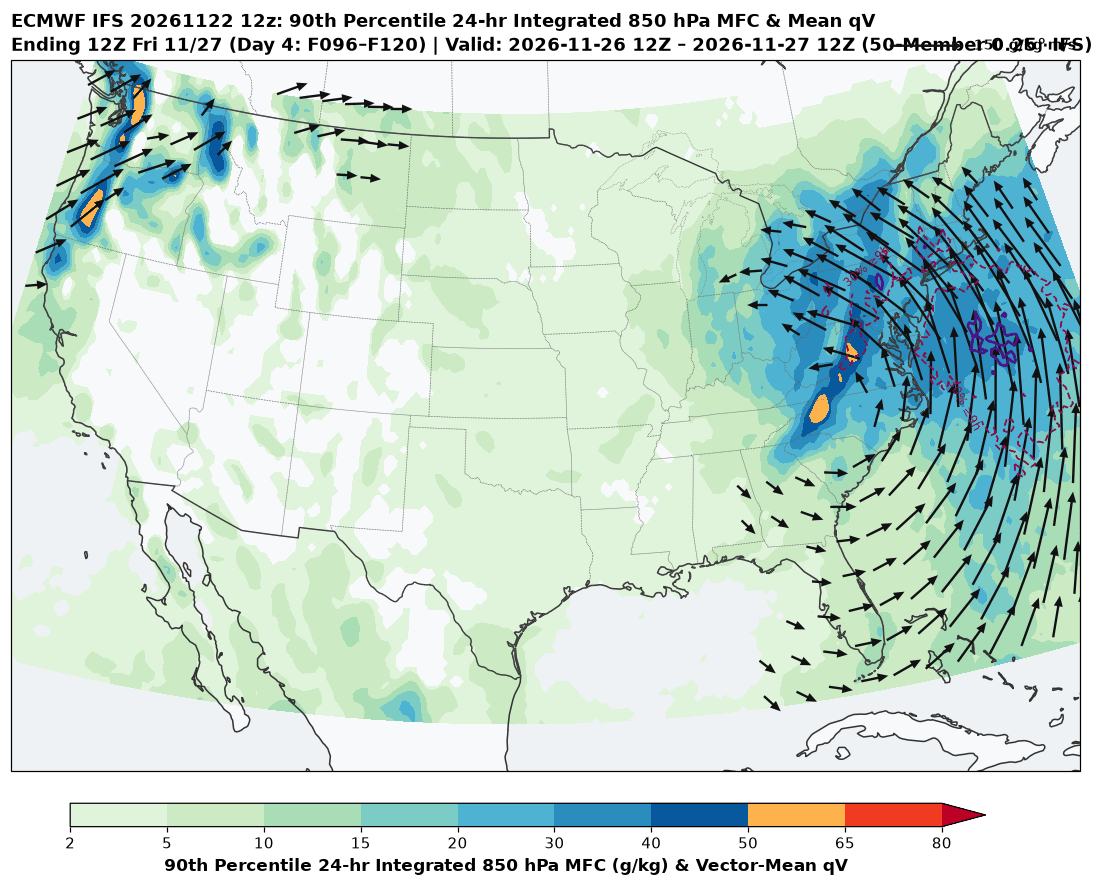 ECMWF IFS 20261122 12z: 90th Percentile 24-hr Integrated 850 hPa MFC & Mean qV
Ending 12Z Fri 11/27 (Day 4: F096–F120) | Valid: 2026-11-26 12Z – 2026-11-27 12Z (50-Member 0.25° IFS)
2 5 10 15 20 30 40 50 65 80
90th Percentile 24-hr Integrated 850 hPa MFC (g/kg) & Vector-Mean qV